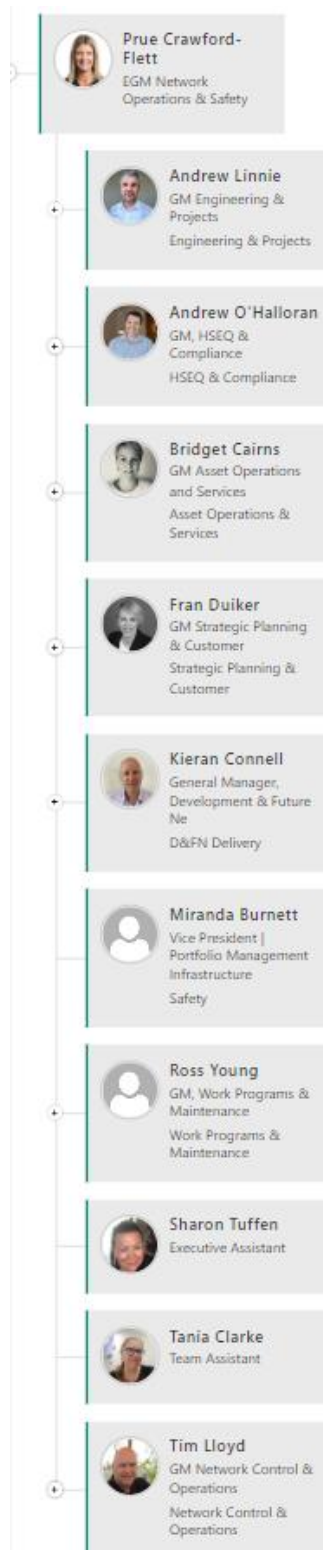 Prue Crawford-
Flett
EGM Network
Operations & Safety
Andrew Linnie
GM Engineering &
Projects
Engineering & Projects
Andrew O'Halloran
GM, HSEQ &
Compliance
HSEQ & Compliance
Bridget Cairns
GM Asset Operations
and Services
Asset Operations &
Services
Fran Duiker
GM Strategic Planning
& Customer
Strategic Planning &
Customer
Kieran Connell
General Manager,
Development & Future
Ne
D&FN Delivery
Miranda Burnett
Vice President |
Portfolio Management
Infrastructure
Safety
Ross Young
GM, Work Programs &
Maintenance
Work Programs &
Maintenance
Sharon Tuffen
Executive Assistant
Tania Clarke
Team Assistant
Tim Lloyd
GM Network Control &
Operations
Network Control &
Operations